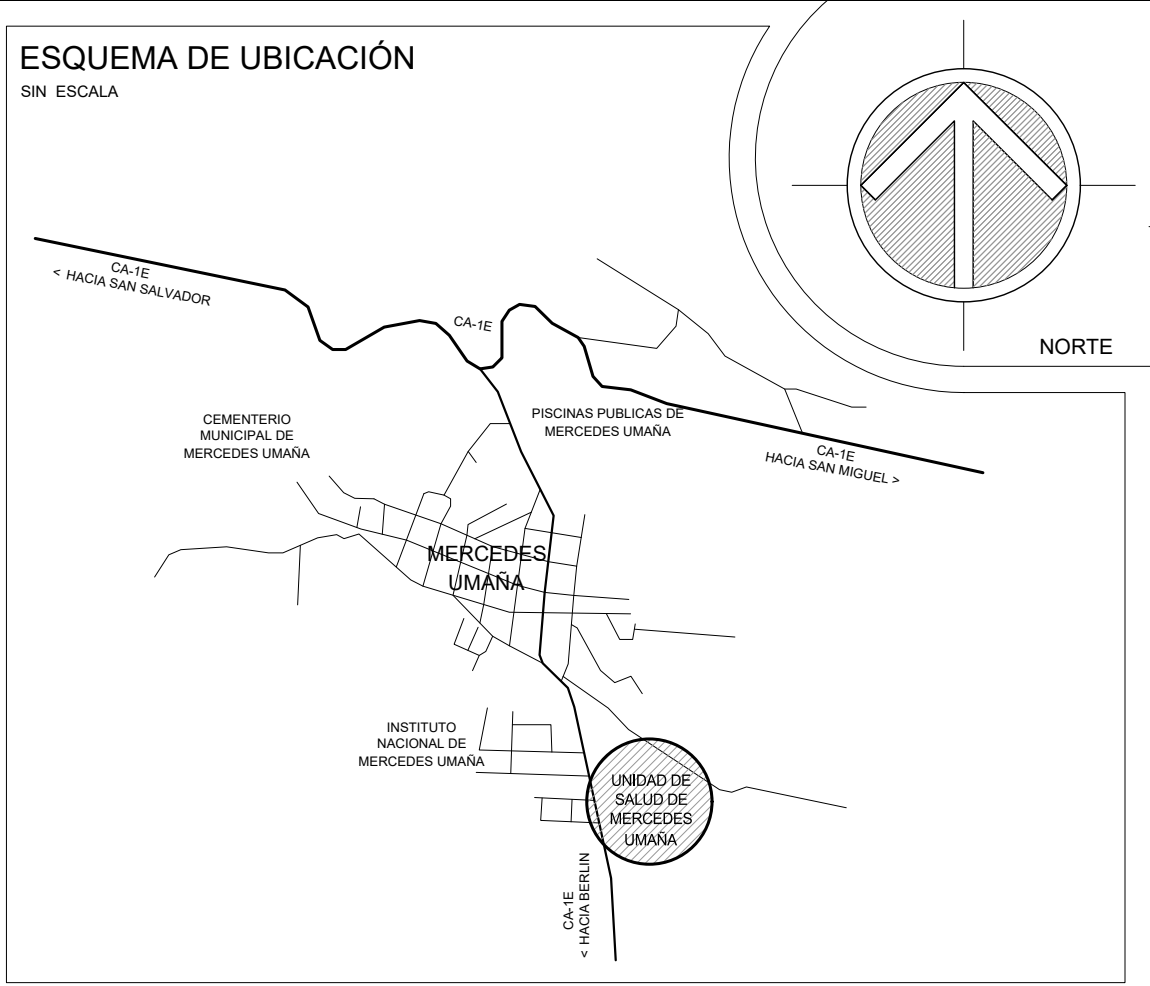 ESQUEMA DE UBICACIÓN
SIN ESCALA
NORTE
CA-1E
< HACIA SAN SALVADOR
CA-1E
CEMENTERIO
MUNICIPAL DE
MERCEDES UMAÑA
PISCINAS PUBLICAS DE
MERCEDES UMAÑA
CA-1E
HACIA SAN MIGUEL >
MERCEDES
UMAÑA
INSTITUTO
NACIONAL DE
MERCEDES UMAÑA
UNIDAD DE
SALUD DE
MERCEDES
UMAÑA
CA-1E
< HACIA BERLIN